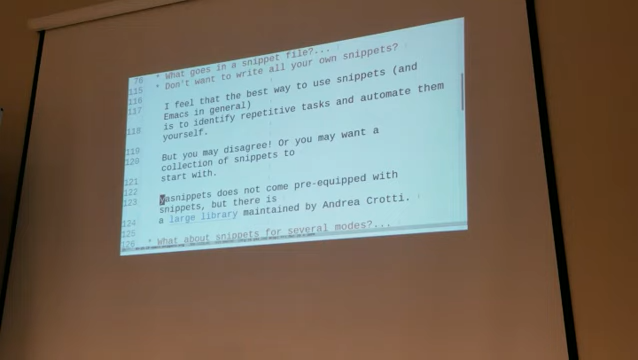 76 * What goes in a snippet file?...
115 * Don't want to write all your own snippets?
116
117 I feel that the best way to use snippets (and
Emacs in general)
118 is to identify repetitive tasks and automate them
yourself.
119
120 But you may disagree! Or you may want a
collection of snippets to
121 start with.
122
123 yasnippets does not come pre-equipped with
snippets, but there is
124 a large library maintained by Andrea Crotti.
125
126 * What about snippets for several modes?...